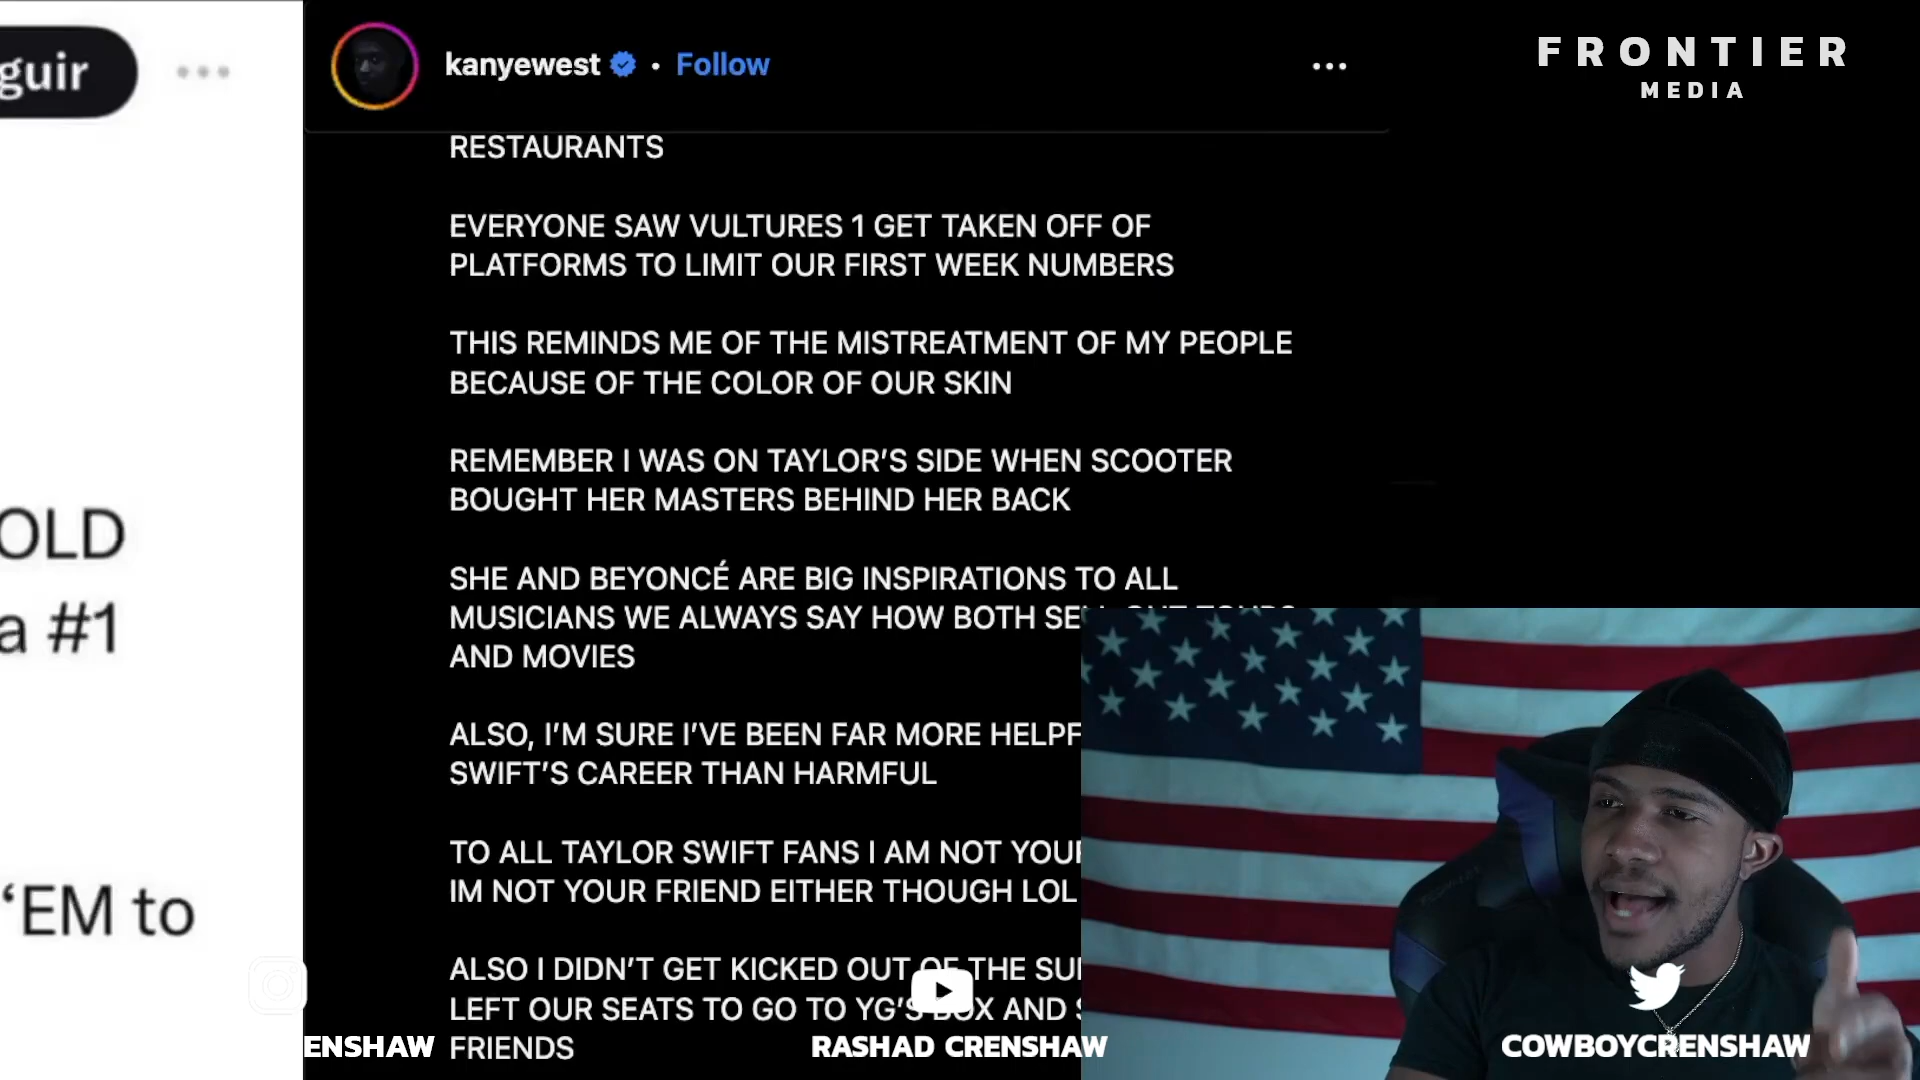 guir
OLD
a #1
‘EM to
kanyewest • Follow
RESTAURANTS
EVERYONE SAW VULTURES 1 GET TAKEN OFF OF
PLATFORMS TO LIMIT OUR FIRST WEEK NUMBERS
THIS REMINDS ME OF THE MISTREATMENT OF MY PEOPLE
BECAUSE OF THE COLOR OF OUR SKIN
REMEMBER I WAS ON TAYLOR’S SIDE WHEN SCOOTER
BOUGHT HER MASTERS BEHIND HER BACK
SHE AND BEYONCÉ ARE BIG INSPIRATIONS TO ALL
MUSICIANS WE ALWAYS SAY HOW BOTH
AND MOVIES
ALSO, I’M SURE I’VE BEEN FAR MORE HELPF
SWIFT’S CAREER THAN HARMFUL
TO ALL TAYLOR SWIFT FANS I AM NOT
IM NOT YOUR FRIEND EITHER THOUGH LOL
ALSO I DIDN’T GET KICKED OUT OF THE
LEFT OUR SEATS TO GO TO YG’S BOX AND
FRIENDS
FRONTIER
MEDIA
ENSHAW
RASHAD CRENSHAW
COWBOYCRENSHAW